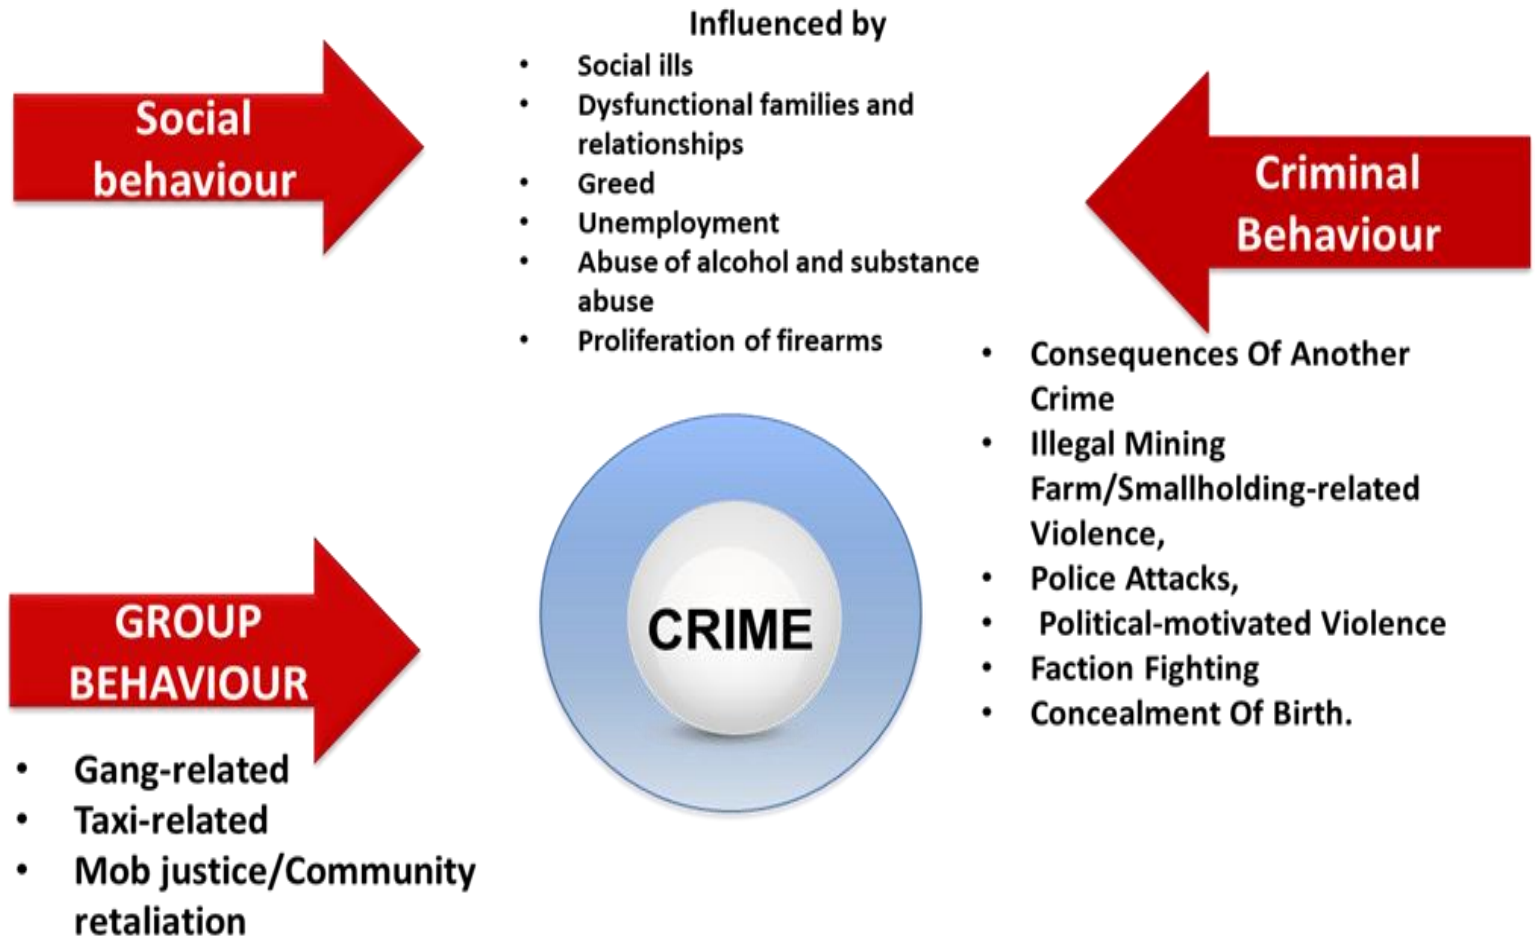 Social
behaviour
Influenced by
• Social ills
• Dysfunctional families and
relationships
• Greed
• Unemployment
• Abuse of alcohol and substance
abuse
• Proliferation of firearms
Criminal
Behaviour
• Consequences Of Another
Crime
• Illegal Mining
Farm/Smallholding-related
Violence,
• Police Attacks,
• Political-motivated Violence
• Faction Fighting
• Concealment Of Birth.
CRIME
GROUP
BEHAVIOUR
• Gang-related
• Taxi-related
• Mob justice/Community
retaliation